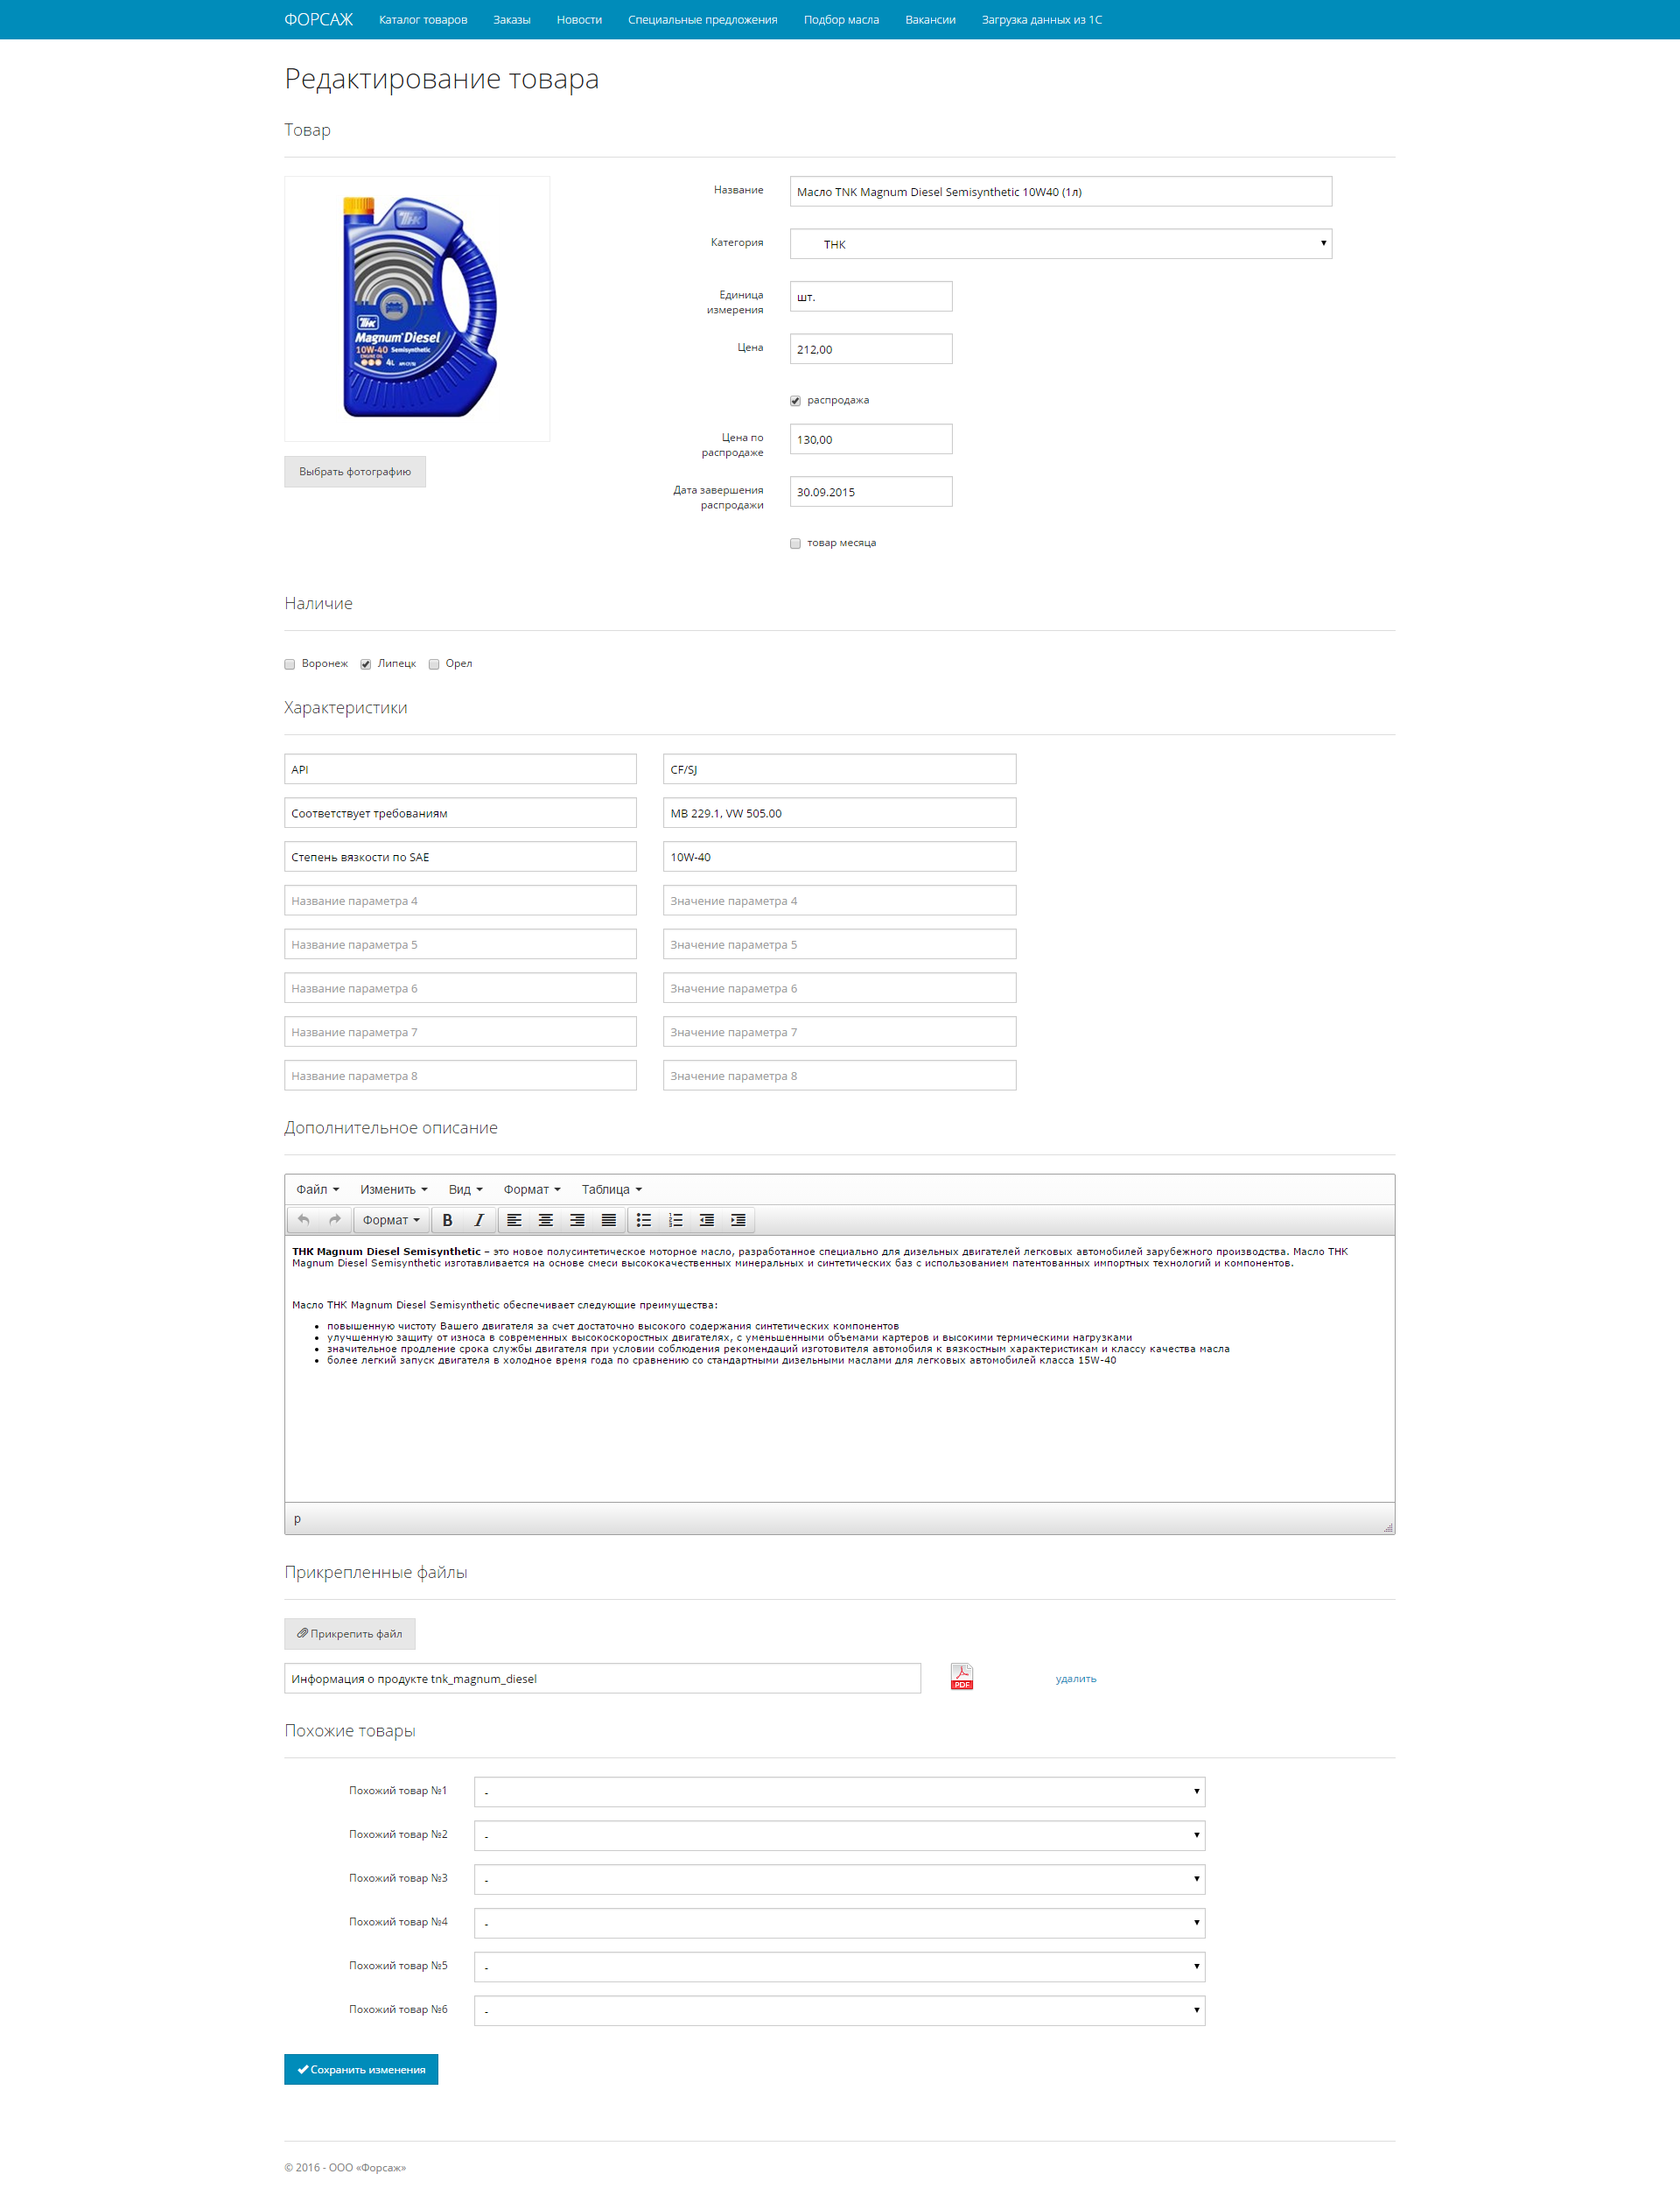 ФОРСАЖ Каталог товаров Заказы Новости Специальные предложения Подбор масла Вакансии Загрузка данных из 1С
Редактирование товара
Товар
ТНК
ТНК
Magnum® Diesel
10W-40 Semisynthetic
4L
Выбрать фотографию
Название
Масло TNK Magnum Diesel Semisynthetic 10W40 (1л)
Категория
ТНК
Единица
измерения
шт.
Цена
212,00
распродажа
Цена по
распродаже
130,00
Дата завершения
распродажи
30.09.2015
товар месяца
Наличие
Воронеж Липецк Орел
Характеристики
API CF/SJ
Соответствует требованиям MB 229.1, VW 505.00
Степень вязкости по SAE 10W-40
Название параметра 4 Значение параметра 4
Название параметра 5 Значение параметра 5
Название параметра 6 Значение параметра 6
Название параметра 7 Значение параметра 7
Название параметра 8 Значение параметра 8
Дополнительное описание
Файл Изменить Вид Формат Таблица
Формат B I
ТНК Magnum Diesel Semisynthetic – это новое полусинтетическое моторное масло, разработанное специально для дизельных двигателей легковых автомобилей зарубежного производства. Масло ТНК
Magnum Diesel Semisynthetic изготавливается на основе смеси высококачественных минеральных и синтетических баз с использованием патентованных импортных технологий и компонентов.
Масло ТНК Magnum Diesel Semisynthetic обеспечивает следующие преимущества:
• повышенную чистоту Вашего двигателя за счет достаточно высокого содержания синтетических компонентов
• улучшенную защиту от износа в современных высокоскоростных двигателях, с уменьшенными объемами картеров и высокими термическими нагрузками
• значительное продление срока службы двигателя при условии соблюдения рекомендаций изготовителя автомобиля к вязкостным характеристикам и классу качества масла
• более легкий запуск двигателя в холодное время года по сравнению со стандартными дизельными маслами для легковых автомобилей класса 15W-40
p
Прикрепленные файлы
Прикрепить файл
Информация о продукте tnk_magnum_diesel PDF удалить
Похожие товары
Похожий товар №1 -
Похожий товар №2 -
Похожий товар №3 -
Похожий товар №4 -
Похожий товар №5 -
Похожий товар №6 -
Сохранить изменения
© 2016 - ООО «Форсаж»